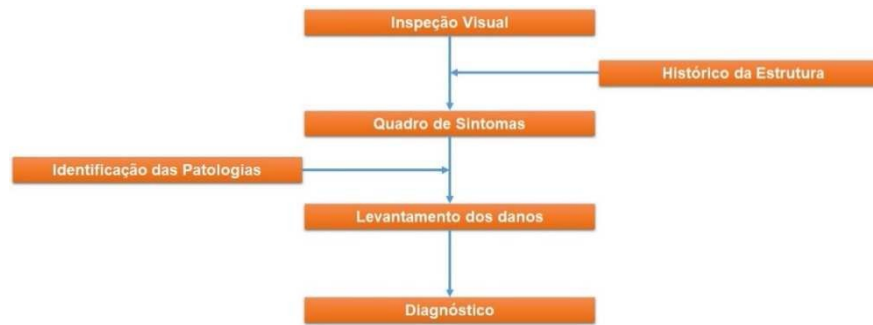 Inspeção Visual
Histórico da Estrutura
Quadro de Sintomas
Identificação das Patologias
Levantamento dos danos
Diagnóstico